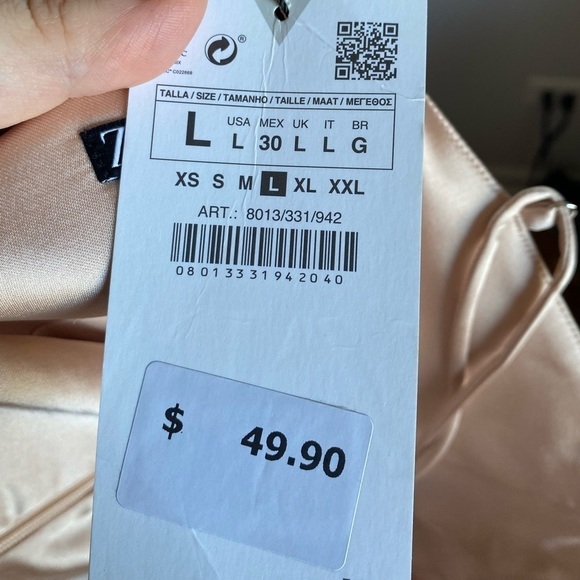 ®
TALLA / SIZE / TAMANHO / TAILLE / MAAT / ΜΕΓΕΘΟΣ
USA MEX UK IT BR
L L 30 L L G
XS S M L XL XXL
ART.: 8013/331/942
08013331942040
$ 49.90